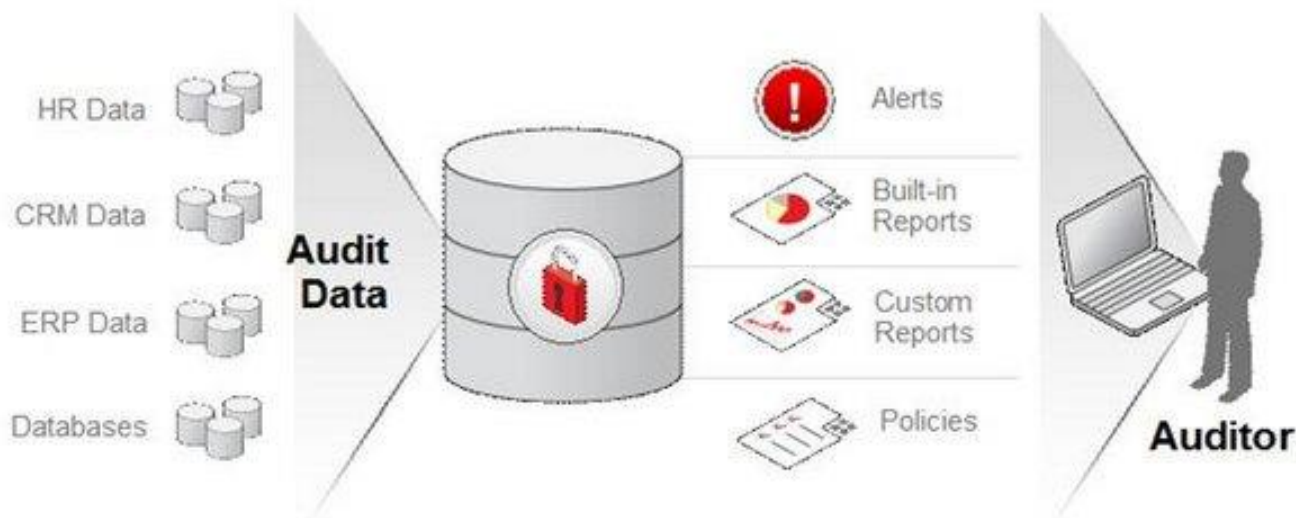 HR Data
CRM Data
ERP Data
Databases
Audit
Data
Alerts
Built-in
Reports
Custom
Reports
Policies
Auditor